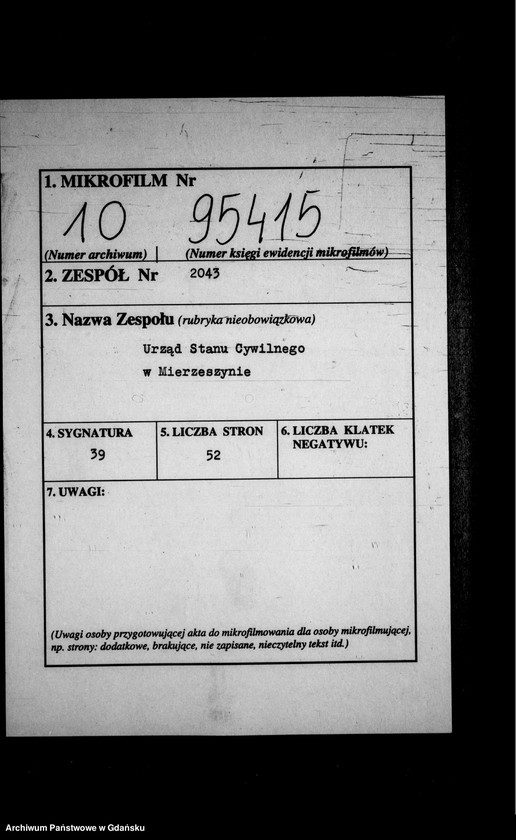 1. MIKROFILM Nr
10 95415
(Numer archiwum) (Numer księgi ewidencji mikrofilmów)
2. ZESPÓŁ Nr 2043
3. Nazwa Zespołu (rubryka nieobowiązkowa)
Urząd Stanu Cywilnego
w Mierzeszynie
4. SYGNATURA 5. LICZBA STRON 6. LICZBA KLATEK
NEGATYWU:
39 52
7. UWAGI:
(Uwagi osoby przygotowującej akta do mikrofilmowania dla osoby mikrofilmującej,
np. strony: dodatkowe, brakujące, nie zapisane, nieczytelny tekst itd.)
Archiwum Państwowe w Gdańsku